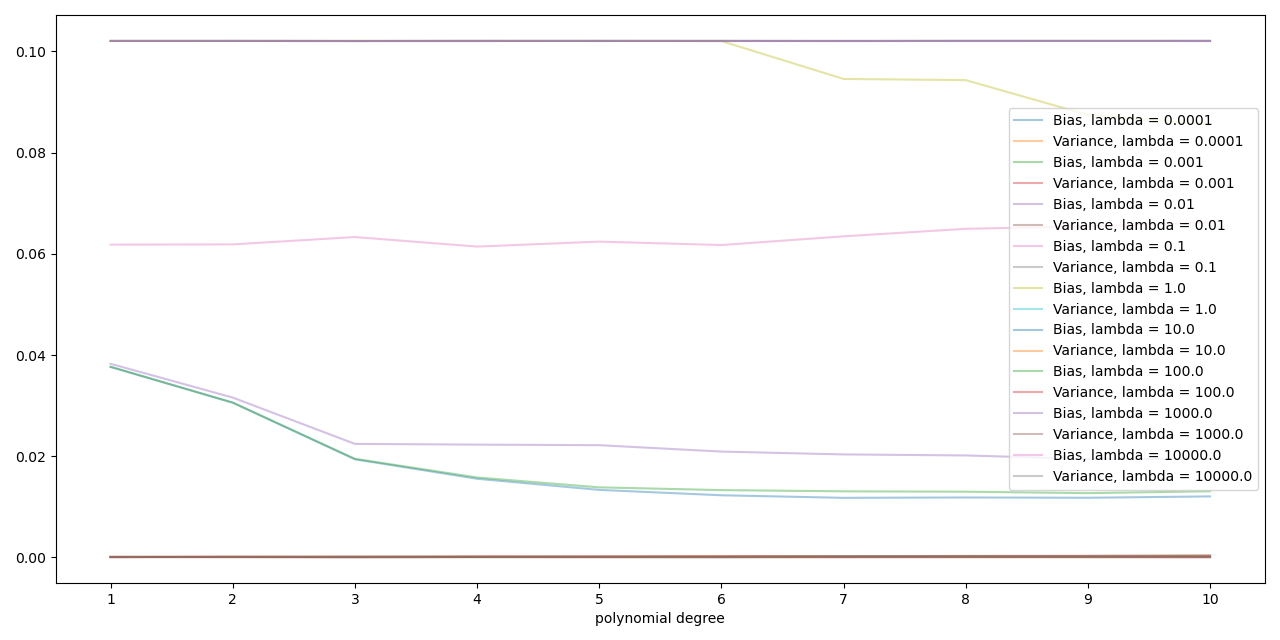 0.10
0.08
0.06
0.04
0.02
0.00
1 2 3 4 5 6 7 8 9 10
polynomial degree
Bias, lambda = 0.0001
Variance, lambda = 0.0001
Bias, lambda = 0.001
Variance, lambda = 0.001
Bias, lambda = 0.01
Variance, lambda = 0.01
Bias, lambda = 0.1
Variance, lambda = 0.1
Bias, lambda = 1.0
Variance, lambda = 1.0
Bias, lambda = 10.0
Variance, lambda = 10.0
Bias, lambda = 100.0
Variance, lambda = 100.0
Bias, lambda = 1000.0
Variance, lambda = 1000.0
Bias, lambda = 10000.0
Variance, lambda = 10000.0